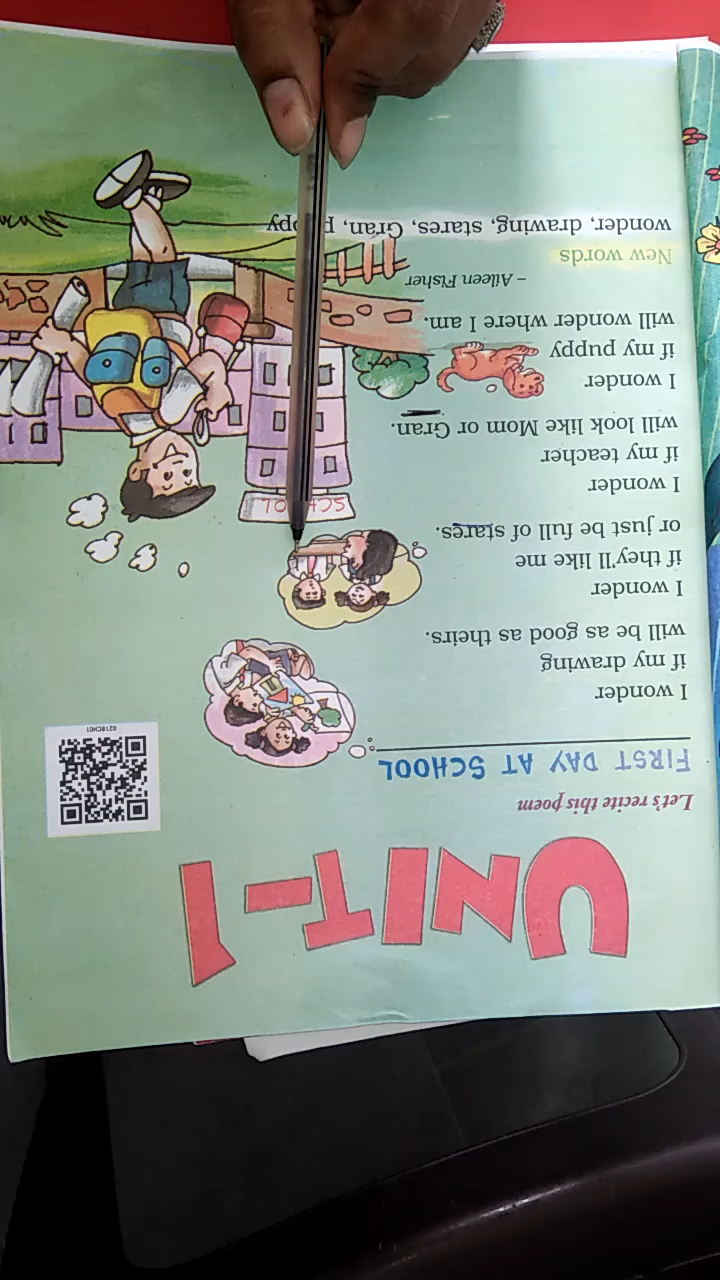 UNIT-1
Let's recite this poem
FIRST DAY AT SCHOOL
I wonder
if my drawing
will be as good as theirs.
I wonder
if they'll like me
or just be full of stares.
I wonder
if my teacher
will look like Mom or Gran.
I wonder
if my puppy
will wonder where I am.
– Aileen Fisher
New words
wonder, drawing, stares, Gran,
0218CH01